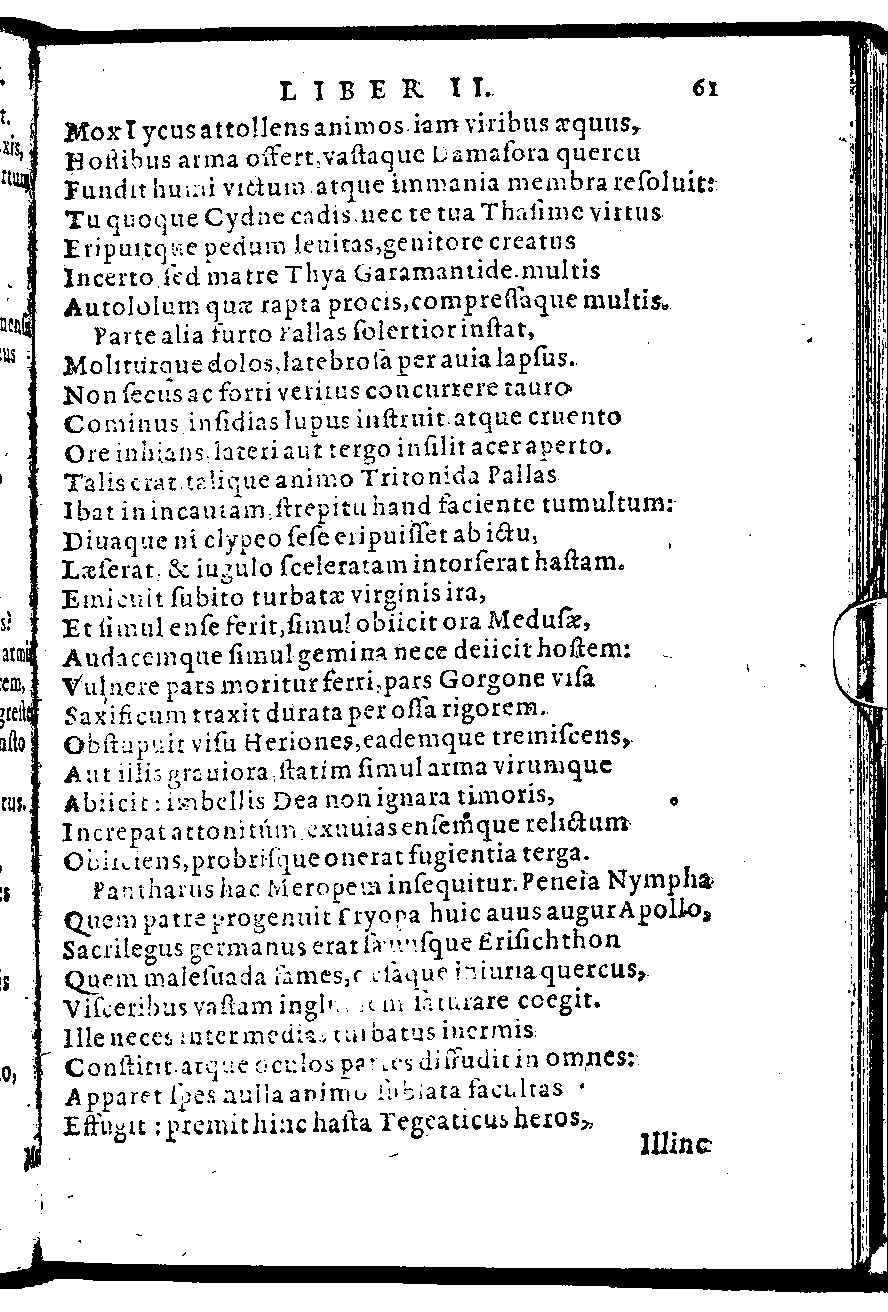 LIBER II. 61
Mox Tycus attollens animos iam viribus æquus,
Hostibus arma offert, vastaque Damasora quercu
Fundit humi victum atque immania membra resoluit:
Tu quoque Cydne cadis nec te tua Thasime virtus
Eripuitque pedum leuitas, genitore creatus
Incerto sed matre Thya Garamantide multis
Autololum quæ rapta procis, compressaque multis.
Parte alia furto Pallas solertior instat,
Moliturque dolos, latebrosa per auia lapsus.
Non secus ac forti veritus concurrere tauro
Cominus insidias lupus instruit atque cruento
Ore inhians, lateri aut tergo insilit acer aperto.
Talis erat talique animo Tritonida Pallas
Ibat in incautam, strepitu haud faciente tumultum:
Diuaque ni clypeo sese eripuisset ab ictu,
Læserat, & iugulo sceleratam intorserat hastam.
Emicuit subito turbatæ virginis ira,
Et simul ense ferit, simul obiicit ora Medusæ,
Audacemque simul gemina nece deiicit hostem:
Vulnere pars moritur ferri, pars Gorgone visa
Saxificum traxit durata per ossa rigorem.
Obstupuit visu Heriones, eademque tremiscens,
Aut illis grauiora, statim simul arma virumque
Abiicit: imbellis Dea non ignara timoris,
Increpat attonitúm exuuias ensemque relictum
Obiiciens, probrisque onerat fugientia terga.
Pantharus hac Meropem insequitur. Peneia Nympha
Quem patre progenuit Dryopa huic auus augur Apollo,
Sacrilegus germanus erat Erisichthon
Quem malesuada fames, cæsaque iniuria quercus,
Visceribus vastam ingluuiem saturare coegit.
Ille neces inter medias turbatus inermis
Constitit atque oculos partes diffudit in omnes:
Apparet spes nulla animo sublata facultas
Effugit: premit hinc hasta Tegeaticus heros,
Illinc